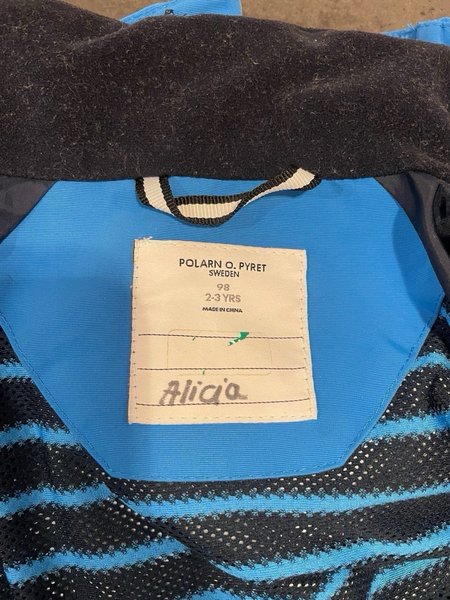 POLARN O. PYRET
SWEDEN
98
2-3 YRS
MADE IN CHINA
Alicia